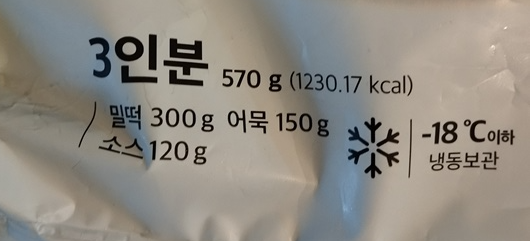 3인분 570 g (1230.17 kcal)
밀떡 300 g 어묵 150 g
소스 120 g
-18 ℃ 이하
냉동보관